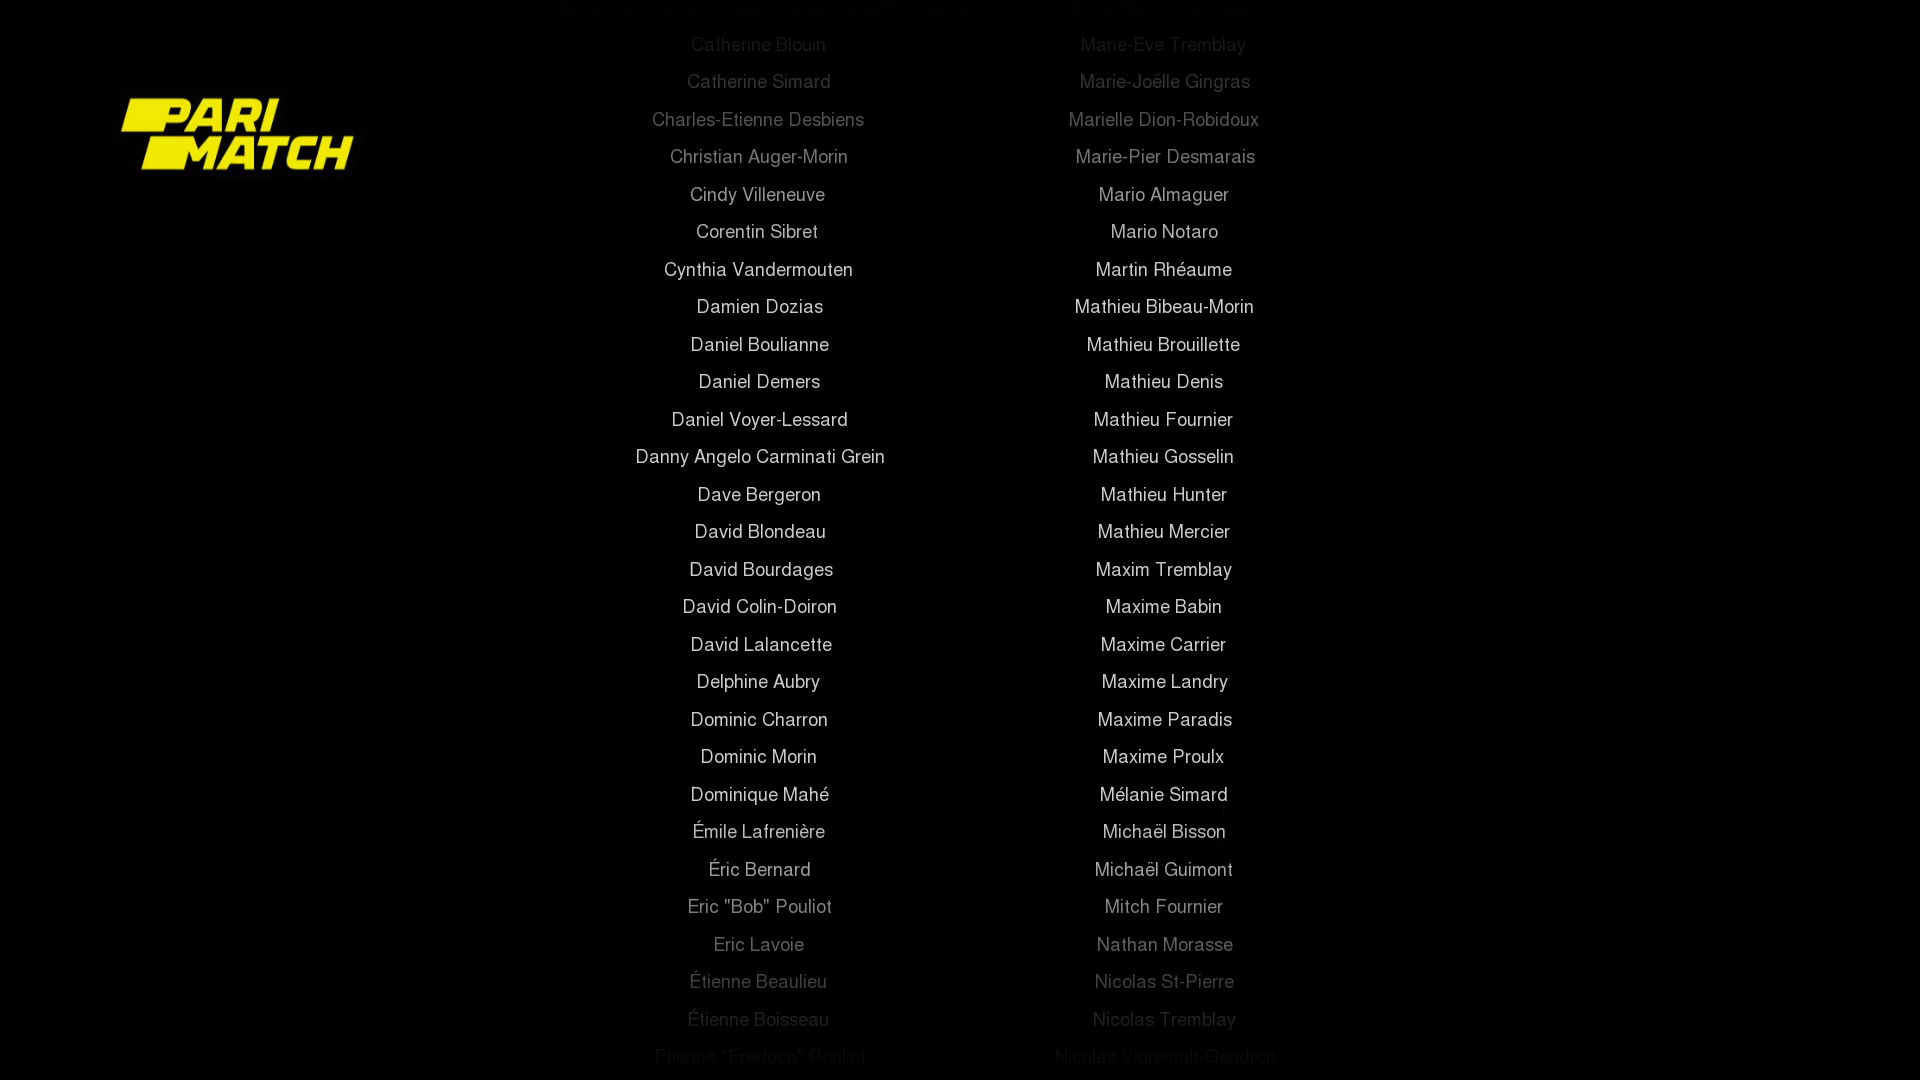 PARI
MATCH
Catherine Blouin
Catherine Simard
Charles-Etienne Desbiens
Christian Auger-Morin
Cindy Villeneuve
Corentin Sibret
Cynthia Vandermouten
Damien Dozias
Daniel Boulianne
Daniel Demers
Daniel Voyer-Lessard
Danny Angelo Carminati Grein
Dave Bergeron
David Blondeau
David Bourdages
David Colin-Doiron
David Lalancette
Delphine Aubry
Dominic Charron
Dominic Morin
Dominique Mahé
Émile Lafrenière
Éric Bernard
Eric "Bob" Pouliot
Eric Lavoie
Étienne Beaulieu
Étienne Boisseau
Etienne "Fredpon" Pouliot
Marie-Eve Tremblay
Marie-Joëlle Gingras
Marielle Dion-Robidoux
Marie-Pier Desmarais
Mario Almaguer
Mario Notaro
Martin Rhéaume
Mathieu Bibeau-Morin
Mathieu Brouillette
Mathieu Denis
Mathieu Fournier
Mathieu Gosselin
Mathieu Hunter
Mathieu Mercier
Maxim Tremblay
Maxime Babin
Maxime Carrier
Maxime Landry
Maxime Paradis
Maxime Proulx
Mélanie Simard
Michaël Bisson
Michaël Guimont
Mitch Fournier
Nathan Morasse
Nicolas St-Pierre
Nicolas Tremblay
Nicolas Vigneault-Gendron